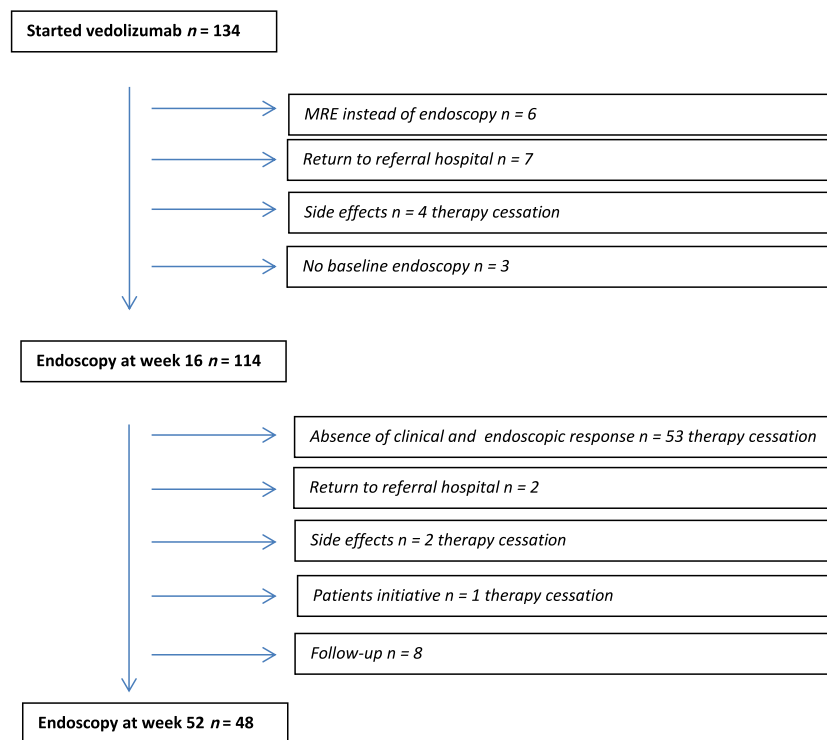 Started vedolizumab n = 134
MRE instead of endoscopy n = 6
Return to referral hospital n = 7
Side effects n = 4 therapy cessation
No baseline endoscopy n = 3
Endoscopy at week 16 n = 114
Absence of clinical and endoscopic response n = 53 therapy cessation
Return to referral hospital n = 2
Side effects n = 2 therapy cessation
Patients initiative n = 1 therapy cessation
Follow-up n = 8
Endoscopy at week 52 n = 48